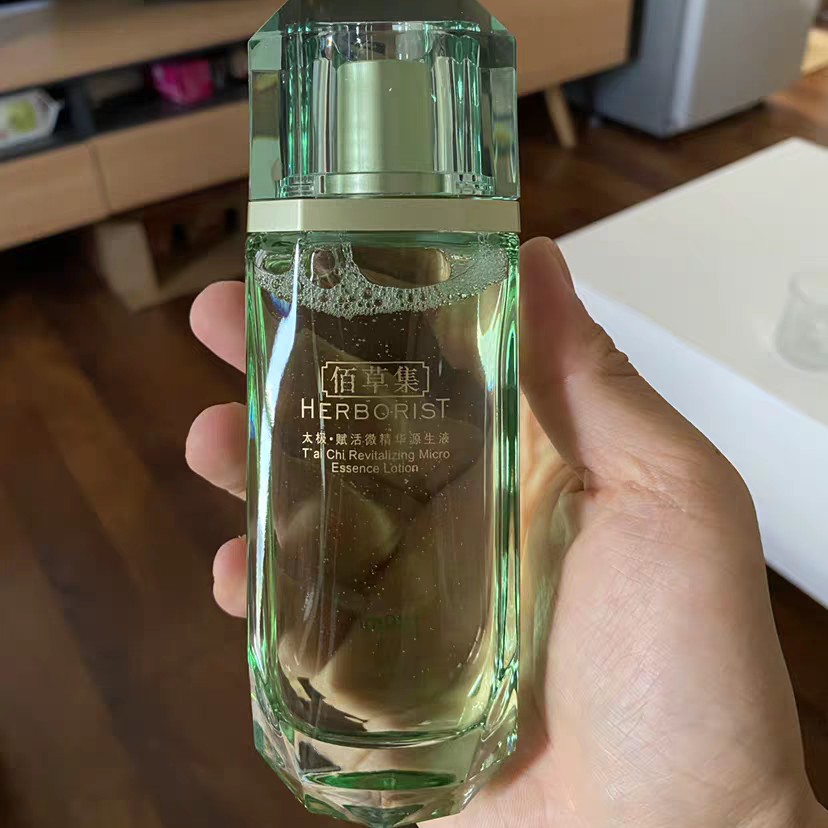 佰草集
HERBORIST
太极·赋活微精华源生液
T'ai Chi Revitalizing Micro
Essence Lotion